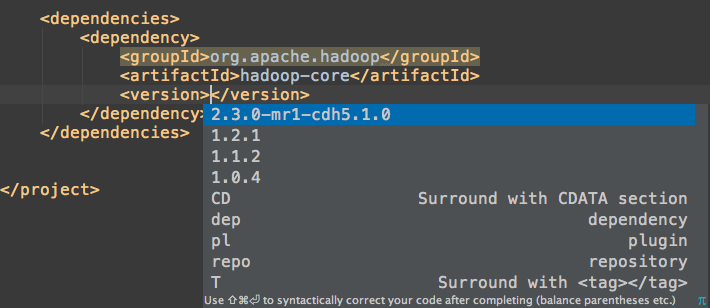 <dependencies>
<dependency>
<groupId>org.apache.hadoop</groupId>
<artifactId>hadoop-core</artifactId>
<version></version>
</dependency>
</dependencies>
</project>
2.3.0-mr1-cdh5.1.0
1.2.1
1.1.2
1.0.4
CD Surround with CDATA section
dep dependency
pl plugin
repo repository
T Surround with <tag></tag>
Use ⇧⌘⏎ to syntactically correct your code after completing (balance parentheses etc.) π